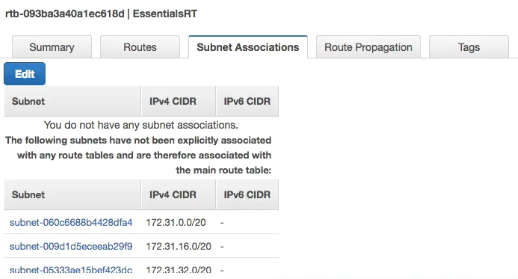 rtb-093ba3a40a1ec618d | EssentialsRT
Summary Routes Subnet Associations Route Propagation Tags
Edit
Subnet IPv4 CIDR IPv6 CIDR
You do not have any subnet associations.
The following subnets have not been explicitly associated
with any route tables and are therefore associated with
the main route table:
Subnet IPv4 CIDR IPv6 CIDR
subnet-060c6688b4428dfa4 172.31.0.0/20 -
subnet-009d1d5eceeab29f9 172.31.16.0/20 -
subnet-05333ae15bef423dc 172.31.32.0/20 -